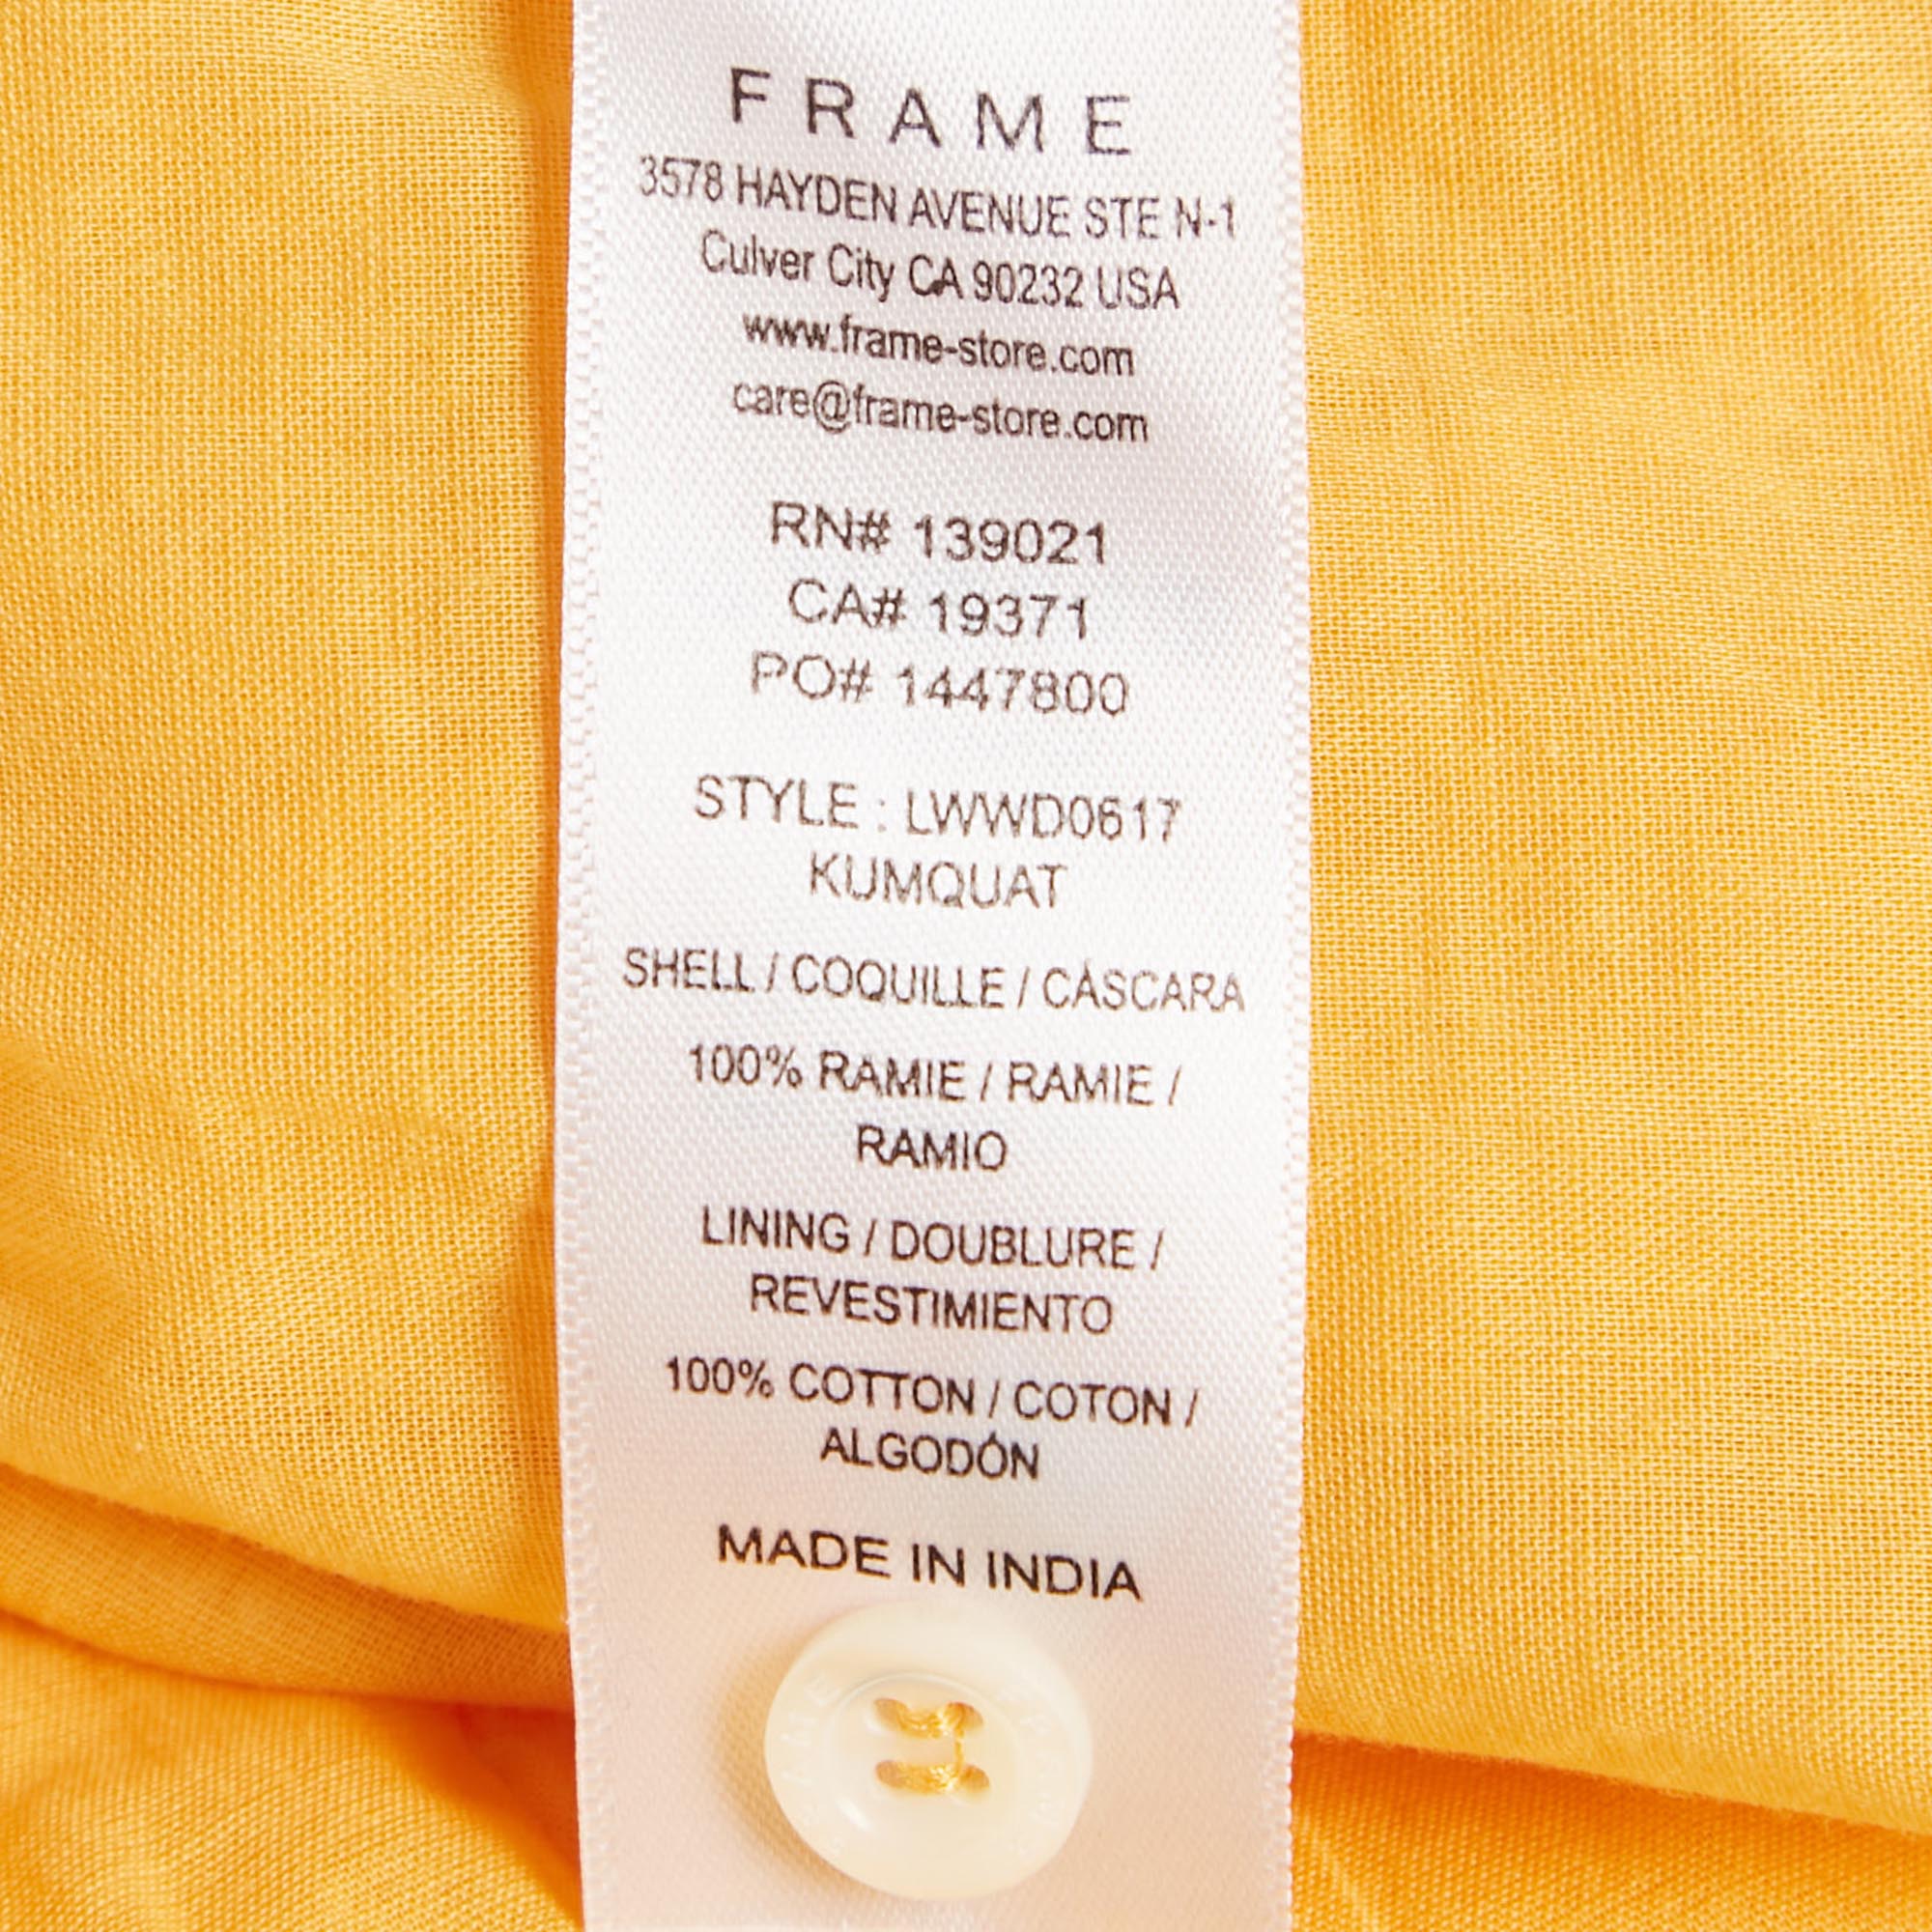 FRAME
3578 HAYDEN AVENUE STE N-1
Culver City CA 90232 USA
www.frame-store.com
care@frame-store.com
RN# 139021
CA# 19371
PO# 1447800
STYLE : LWWD0617
KUMQUAT
SHELL / COQUILLE / CÁSCARA
100% RAMIE / RAMIE /
RAMIO
LINING / DOUBLURE /
REVESTIMIENTO
100% COTTON / COTON /
ALGODÓN
MADE IN INDIA